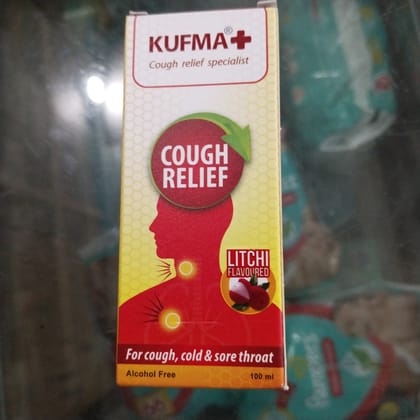 KUFMA®+
Cough relief specialist
COUGH
RELIEF
LITCHI
FLAVOURED
For cough, cold & sore throat
Alcohol Free 100 ml